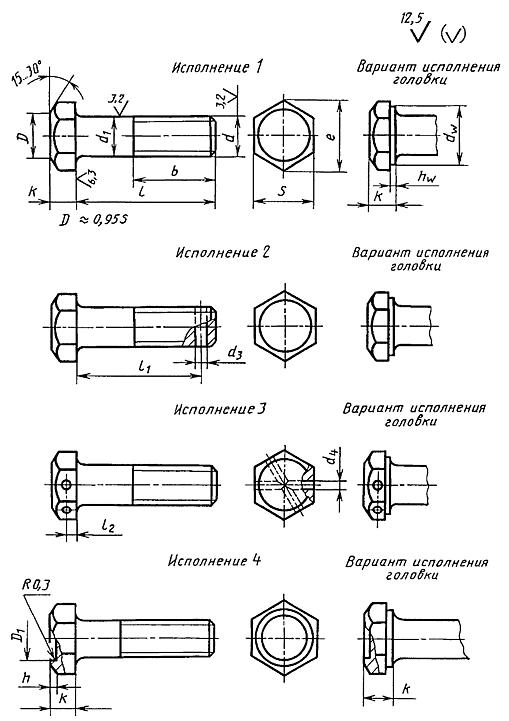 12,5 (√)
Исполнение 1
Вариант исполнения
головки
15...30°
3,2
3,2
D
d₁
d
e
d_w
6,3
b
h_w
k
l
S
k
D ≈ 0,95S
Исполнение 2
Вариант исполнения
головки
l₁
d₃
Исполнение 3
Вариант исполнения
головки
d₄
l₂
Исполнение 4
Вариант исполнения
головки
R0,3
D₁
h
k
k